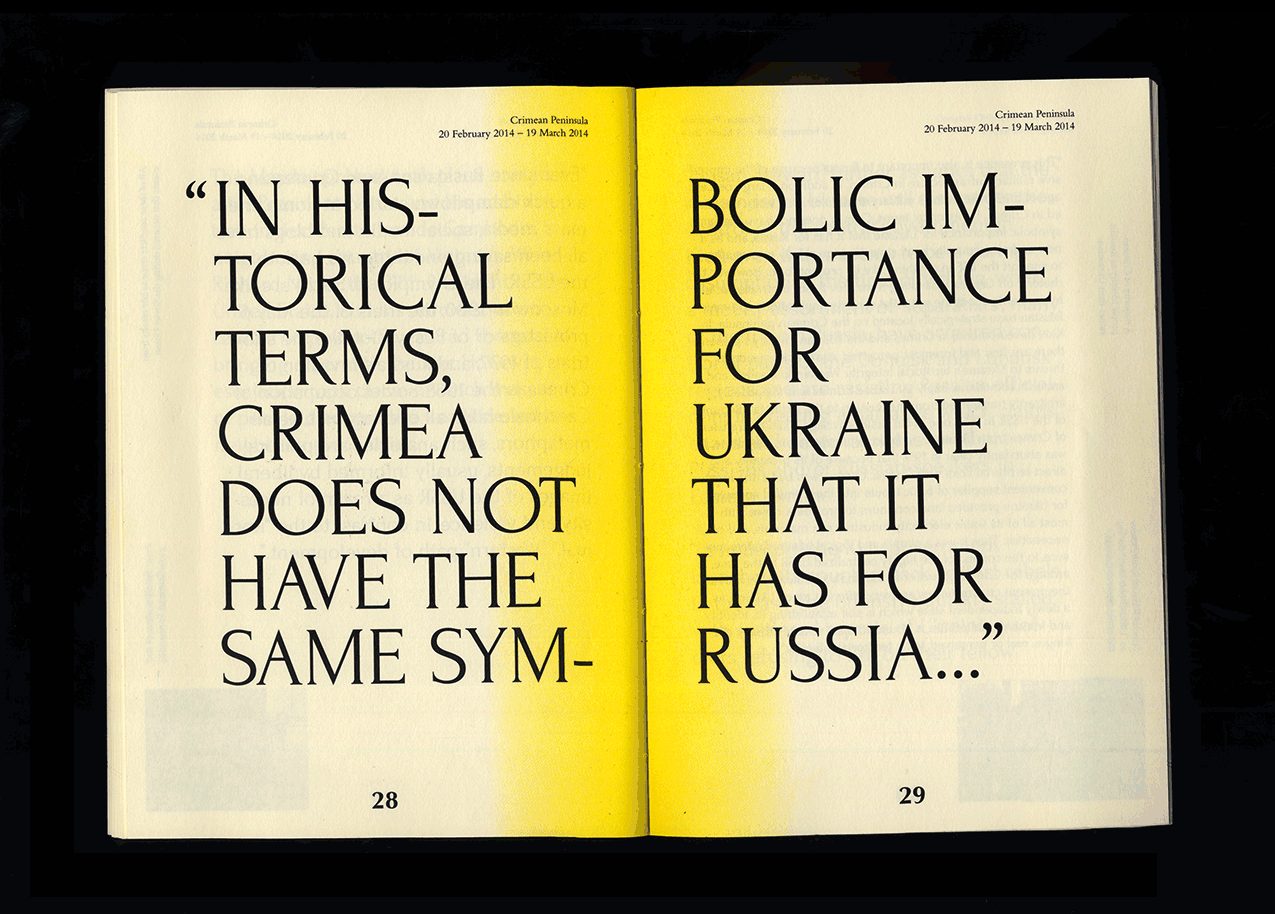 Crimean Peninsula
20 February 2014 – 19 March 2014
“IN HIS-
TORICAL
TERMS,
CRIMEA
DOES NOT
HAVE THE
SAME SYM-
28
Crimean Peninsula
20 February 2014 – 19 March 2014
BOLIC IM-
PORTANCE
FOR
UKRAINE
THAT IT
HAS FOR
RUSSIA...”
29